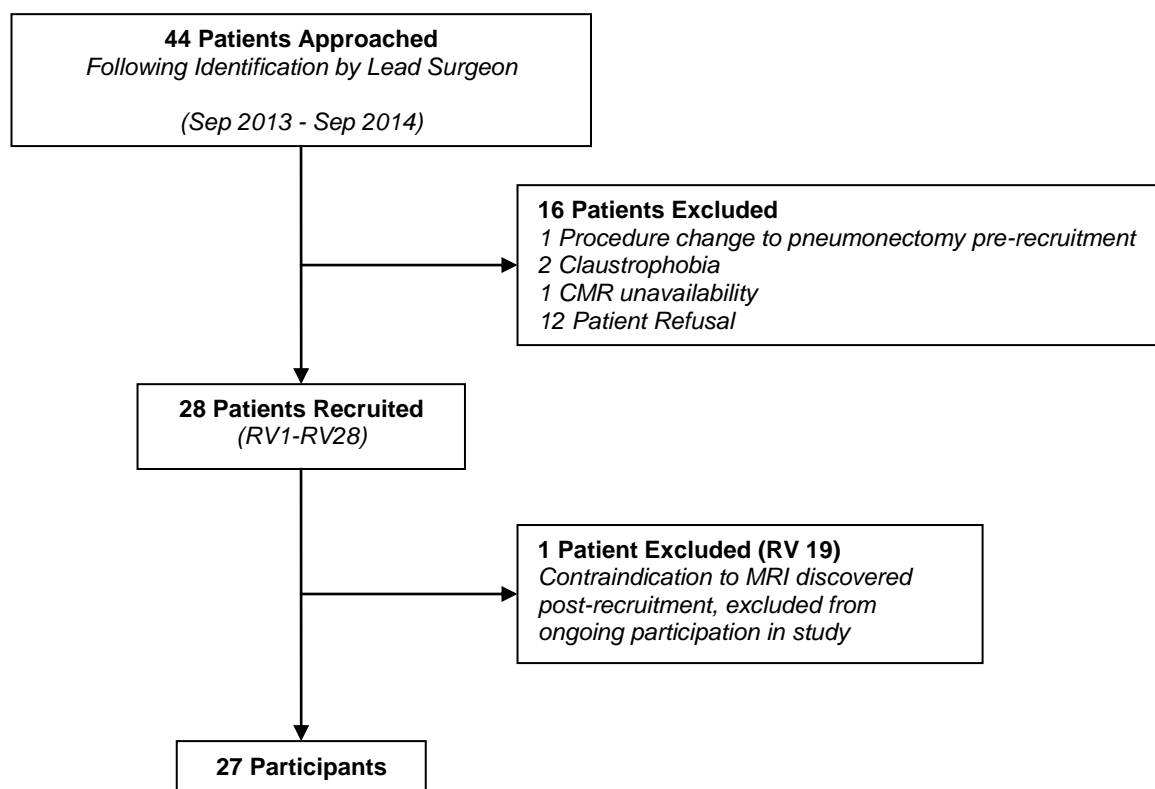 44 Patients Approached
Following Identification by Lead Surgeon
(Sep 2013 - Sep 2014)
16 Patients Excluded
1 Procedure change to pneumonectomy pre-recruitment
2 Claustrophobia
1 CMR unavailability
12 Patient Refusal
28 Patients Recruited
(RV1-RV28)
1 Patient Excluded (RV 19)
Contraindication to MRI discovered
post-recruitment, excluded from
ongoing participation in study
27 Participants